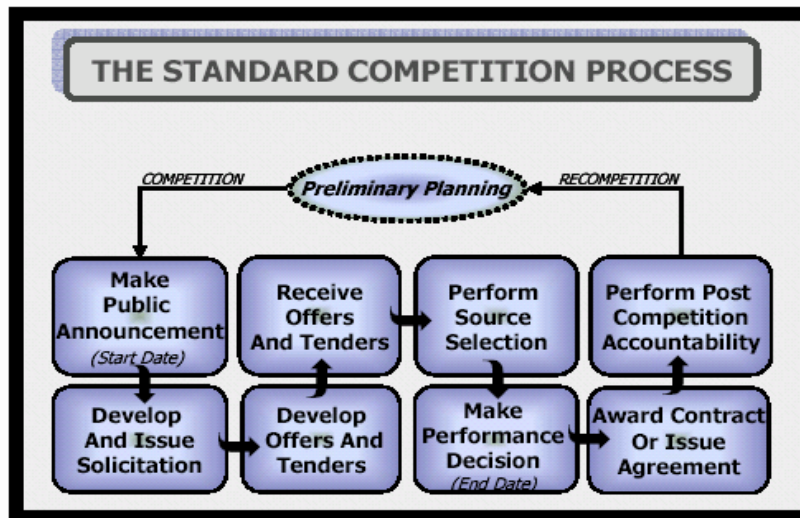 THE STANDARD COMPETITION PROCESS
COMPETITION
Preliminary Planning
RECOMPETITION
Make
Public
Announcement
(Start Date)
Develop
And Issue
Solicitation
Develop
Offers And
Tenders
Receive
Offers
And Tenders
Perform
Source
Selection
Make
Performance
Decision
(End Date)
Award Contract
Or Issue
Agreement
Perform Post
Competition
Accountability